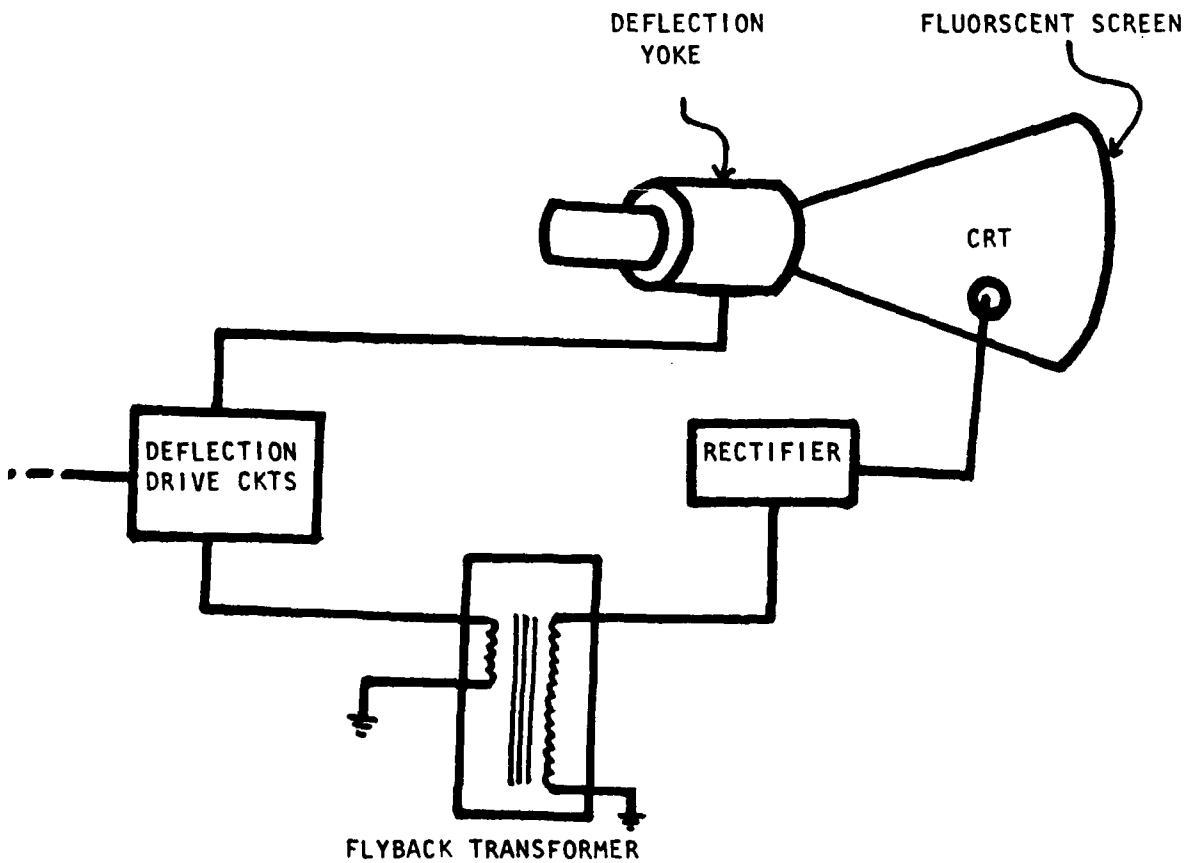 DEFLECTION
YOKE
FLUORSCENT SCREEN
CRT
DEFLECTION
DRIVE CKTS
RECTIFIER
FLYBACK TRANSFORMER